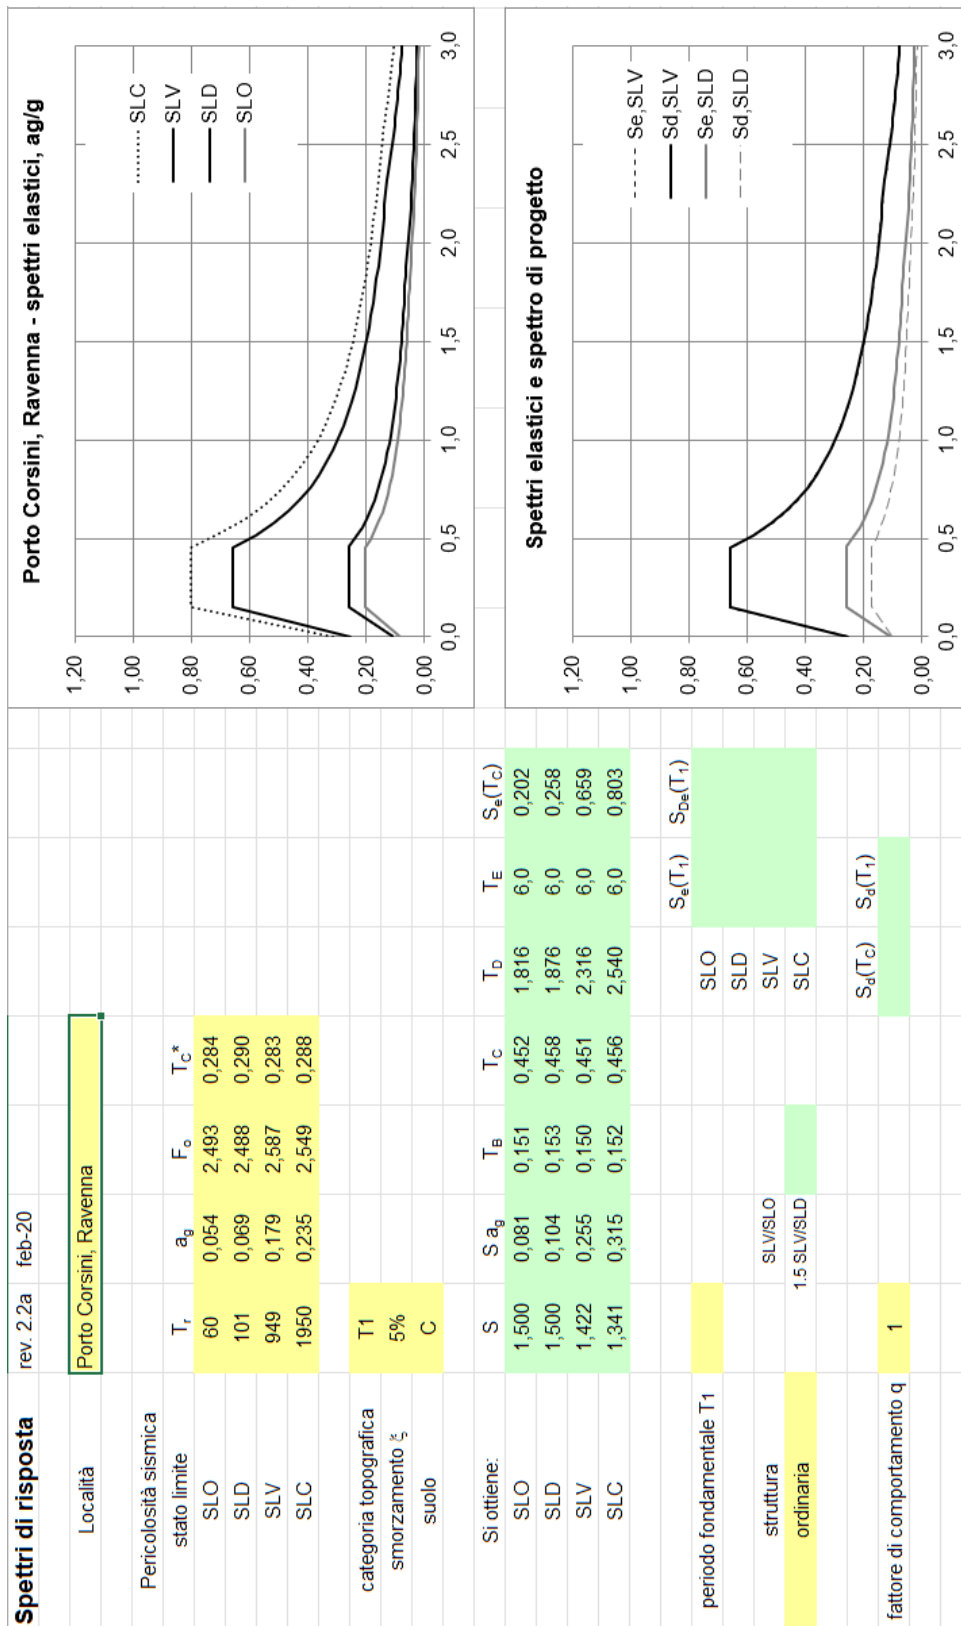 Spettri di risposta rev. 2.2a feb-20
Località Porto Corsini, Ravenna
Pericolosità sismica
stato limite Tr ag Fo TC*
SLO 60 0,054 2,493 0,284
SLD 101 0,069 2,488 0,290
SLV 949 0,179 2,587 0,283
SLC 1950 0,235 2,549 0,288
categoria topografica T1
smorzamento ξ 5%
suolo C
Si ottiene: S S ag TB TC TD TE Se(TC)
SLO 1,500 0,081 0,151 0,452 1,816 6,0 0,202
SLD 1,500 0,104 0,153 0,458 1,876 6,0 0,258
SLV 1,422 0,255 0,150 0,451 2,316 6,0 0,659
SLC 1,341 0,315 0,152 0,456 2,540 6,0 0,803
Se(T1) SDe(T1)
periodo fondamentale T1 SLO
SLD
struttura SLV/SLO SLV
ordinaria 1.5 SLV/SLD SLC
Sd(TC) Sd(T1)
fattore di comportamento q 1
Porto Corsini, Ravenna - spettri elastici, ag/g
1,20
1,00
0,80
0,60
0,40
0,20
0,00
0,0 0,5 1,0 1,5 2,0 2,5 3,0
SLC
SLV
SLD
SLO
Spettri elastici e spettro di progetto
1,20
1,00
0,80
0,60
0,40
0,20
0,00
0,0 0,5 1,0 1,5 2,0 2,5 3,0
Se,SLV
Sd,SLV
Se,SLD
Sd,SLD